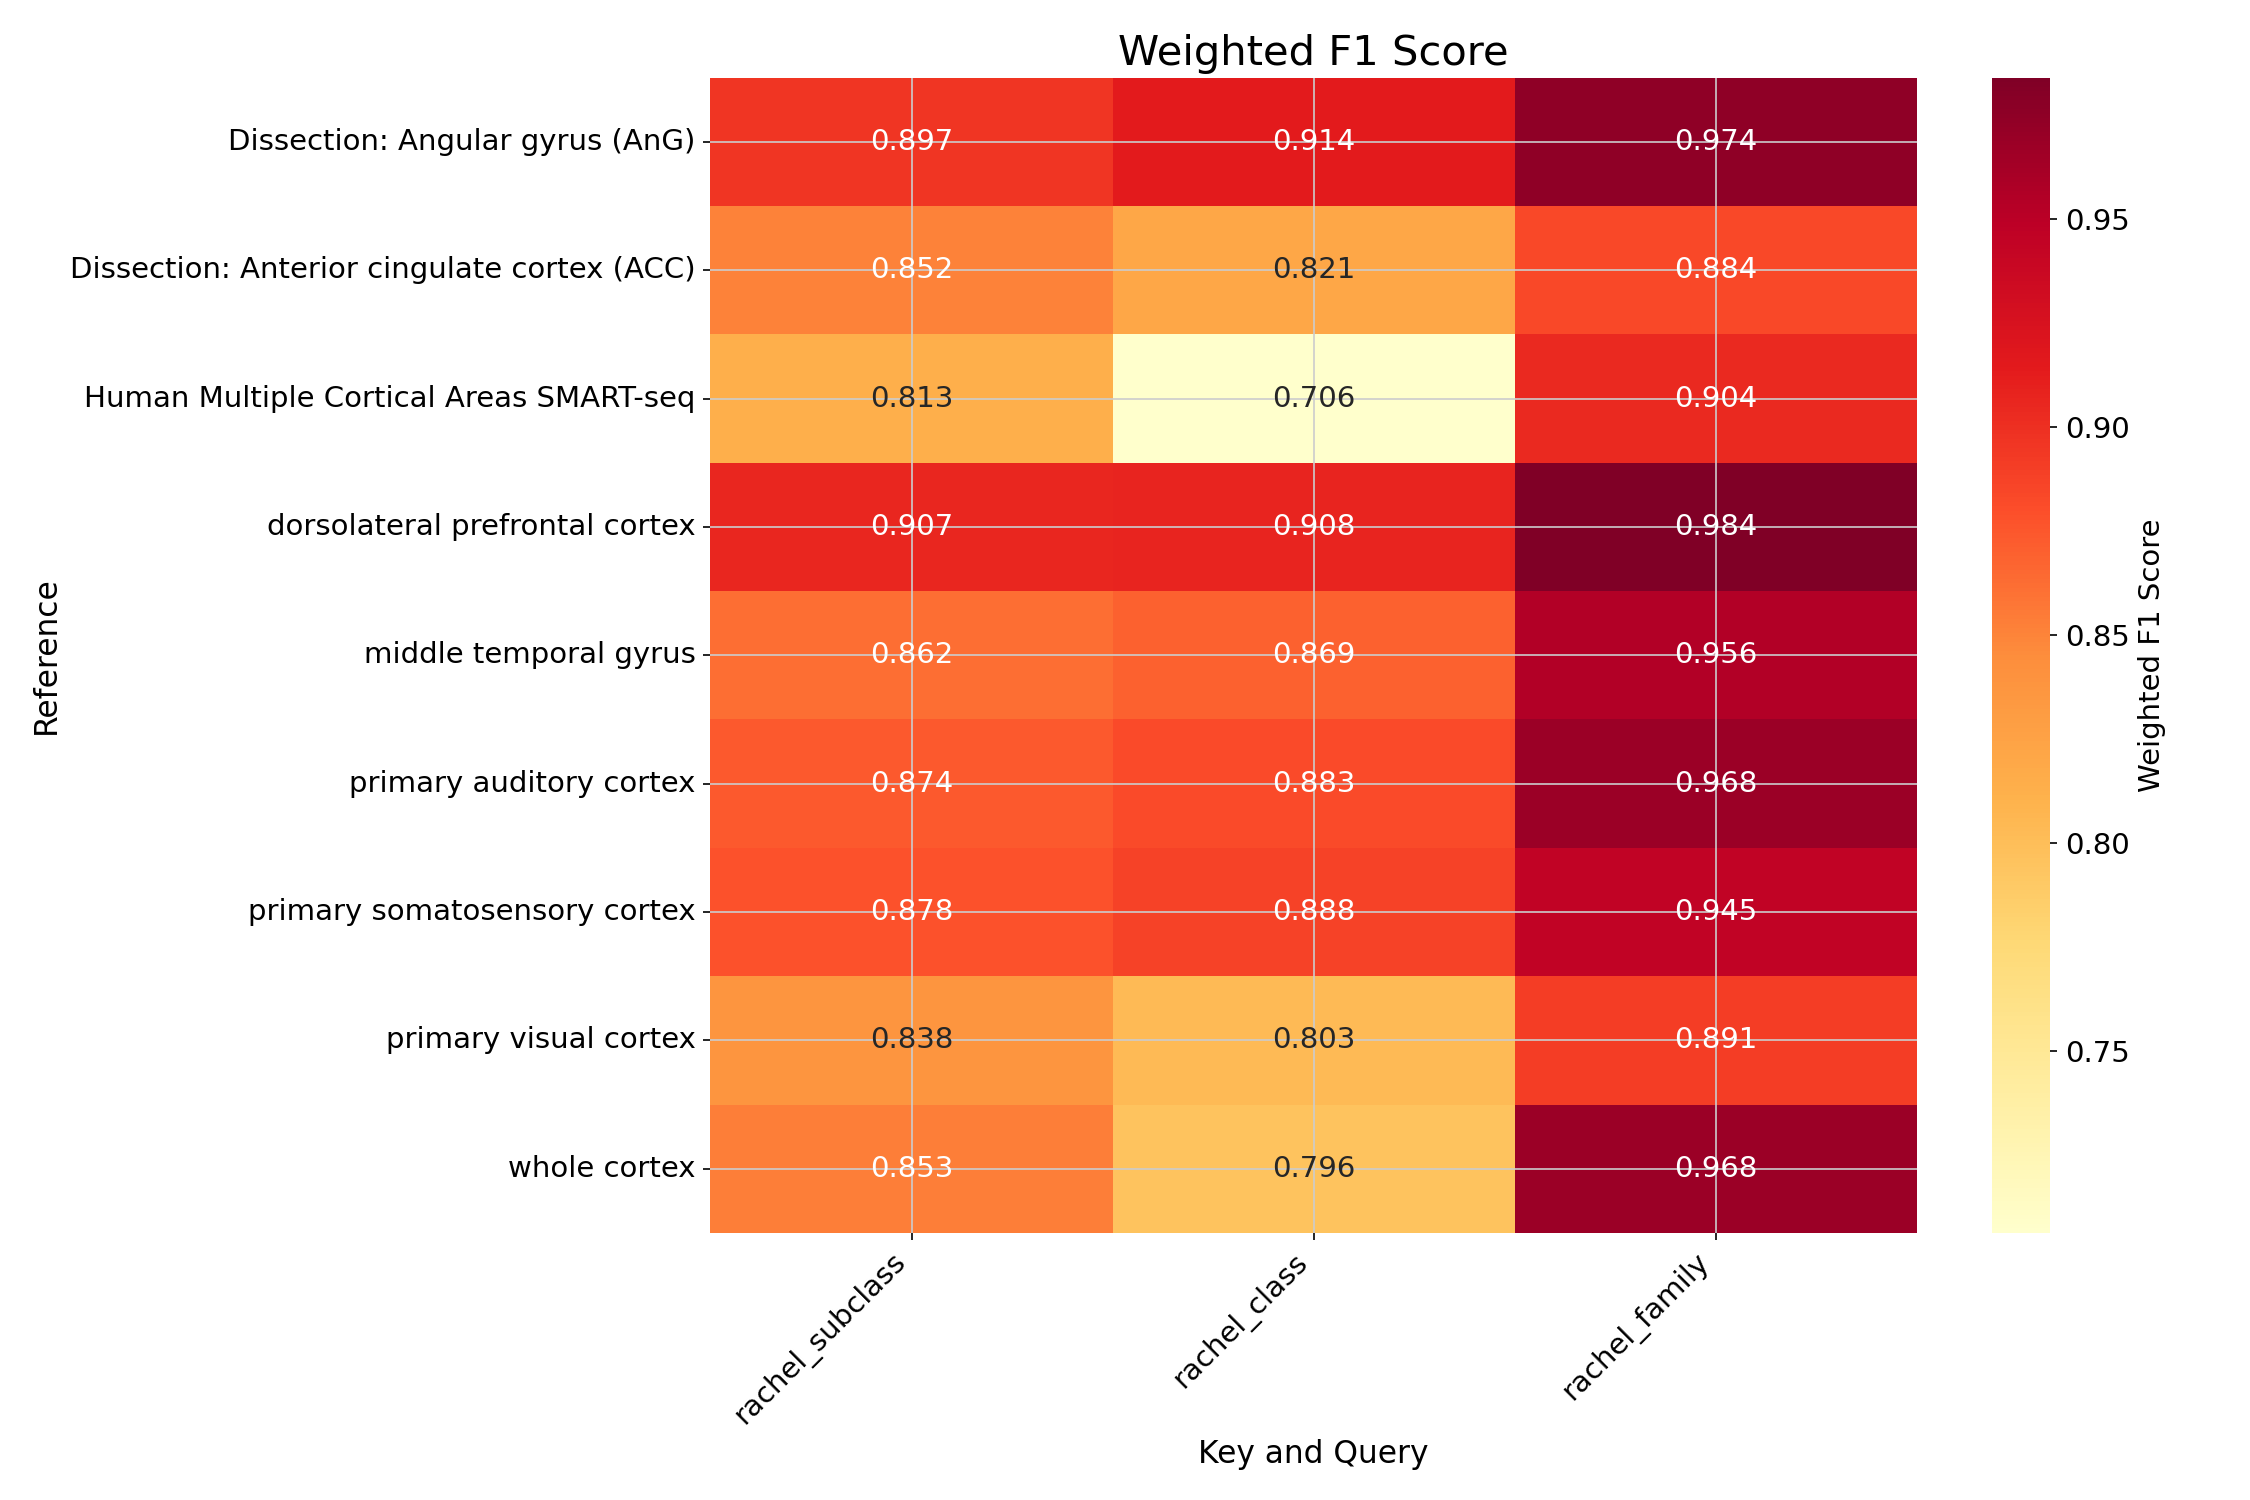 Weighted F1 Score
Dissection: Angular gyrus (AnG) 0.897 0.914 0.974
Dissection: Anterior cingulate cortex (ACC) 0.852 0.821 0.884
Human Multiple Cortical Areas SMART-seq 0.813 0.706 0.904
dorsolateral prefrontal cortex 0.907 0.908 0.984
middle temporal gyrus 0.862 0.869 0.956
primary auditory cortex 0.874 0.883 0.968
primary somatosensory cortex 0.878 0.888 0.945
primary visual cortex 0.838 0.803 0.891
whole cortex 0.853 0.796 0.968
Reference
rachel_subclass
rachel_class
rachel_family
Key and Query
0.95
0.90
0.85
0.80
0.75
Weighted F1 Score